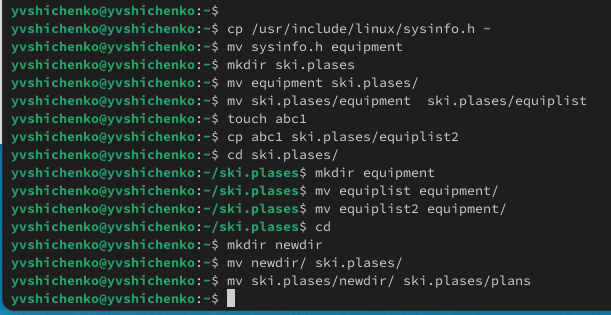 yvshichenko@yvshichenko:~$
yvshichenko@yvshichenko:~$ cp /usr/include/linux/sysinfo.h ~
yvshichenko@yvshichenko:~$ mv sysinfo.h equipment
yvshichenko@yvshichenko:~$ mkdir ski.plases
yvshichenko@yvshichenko:~$ mv equipment ski.plases/
yvshichenko@yvshichenko:~$ mv ski.plases/equipment  ski.plases/equiplist
yvshichenko@yvshichenko:~$ touch abc1
yvshichenko@yvshichenko:~$ cp abc1 ski.plases/equiplist2
yvshichenko@yvshichenko:~$ cd ski.plases/
yvshichenko@yvshichenko:~/ski.plases$ mkdir equipment
yvshichenko@yvshichenko:~/ski.plases$ mv equiplist equipment/
yvshichenko@yvshichenko:~/ski.plases$ mv equiplist2 equipment/
yvshichenko@yvshichenko:~/ski.plases$ cd
yvshichenko@yvshichenko:~$ mkdir newdir
yvshichenko@yvshichenko:~$ mv newdir/ ski.plases/
yvshichenko@yvshichenko:~$ mv ski.plases/newdir/ ski.plases/plans
yvshichenko@yvshichenko:~$